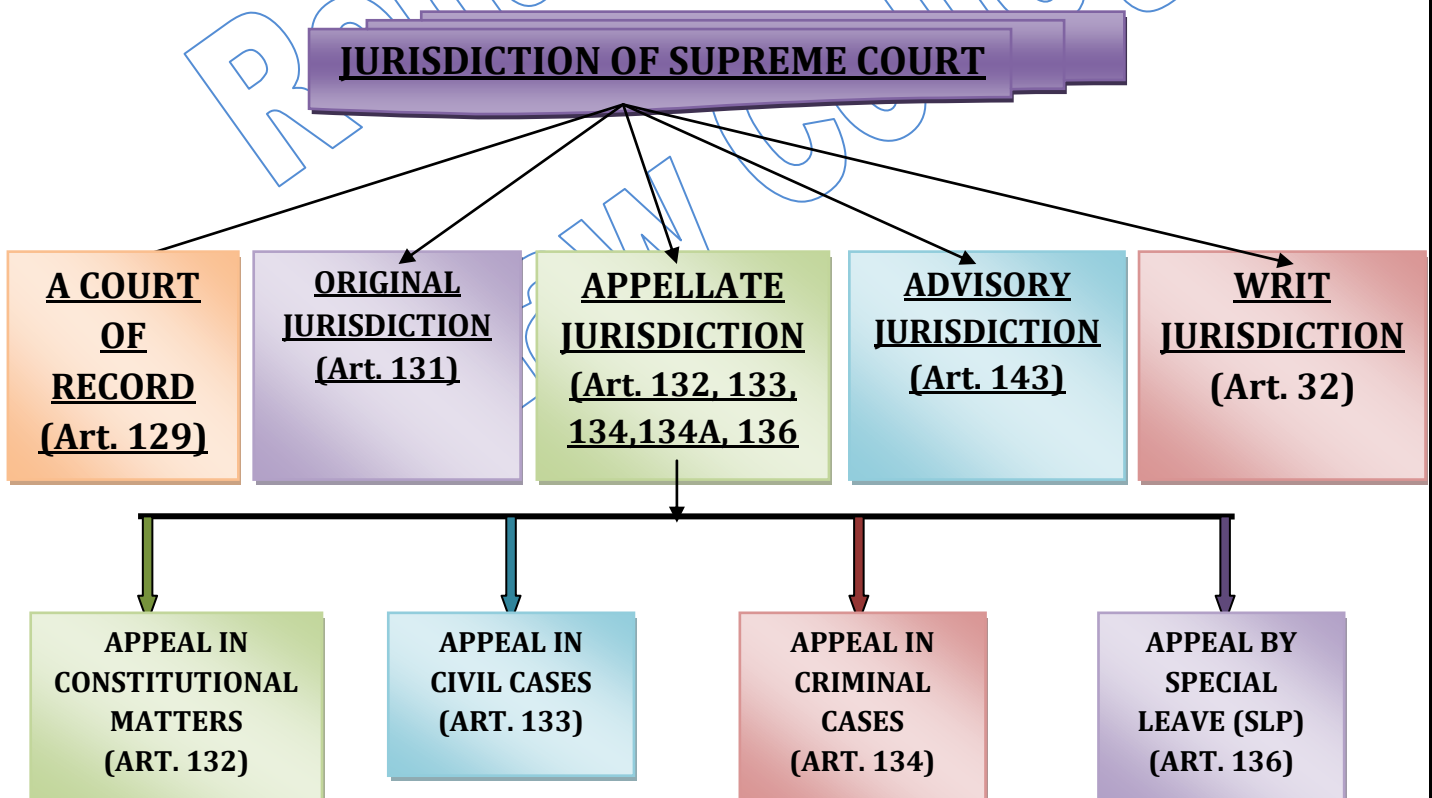 JURISDICTION OF SUPREME COURT
A COURT
OF
RECORD
(Art. 129)
ORIGINAL
JURISDICTION
(Art. 131)
APPELLATE
JURISDICTION
(Art. 132, 133,
134,134A, 136
ADVISORY
JURISDICTION
(Art. 143)
WRIT
JURISDICTION
(Art. 32)
APPEAL IN
CONSTITUTIONAL
MATTERS
(ART. 132)
APPEAL IN
CIVIL CASES
(ART. 133)
APPEAL IN
CRIMINAL
CASES
(ART. 134)
APPEAL BY
SPECIAL
LEAVE (SLP)
(ART. 136)